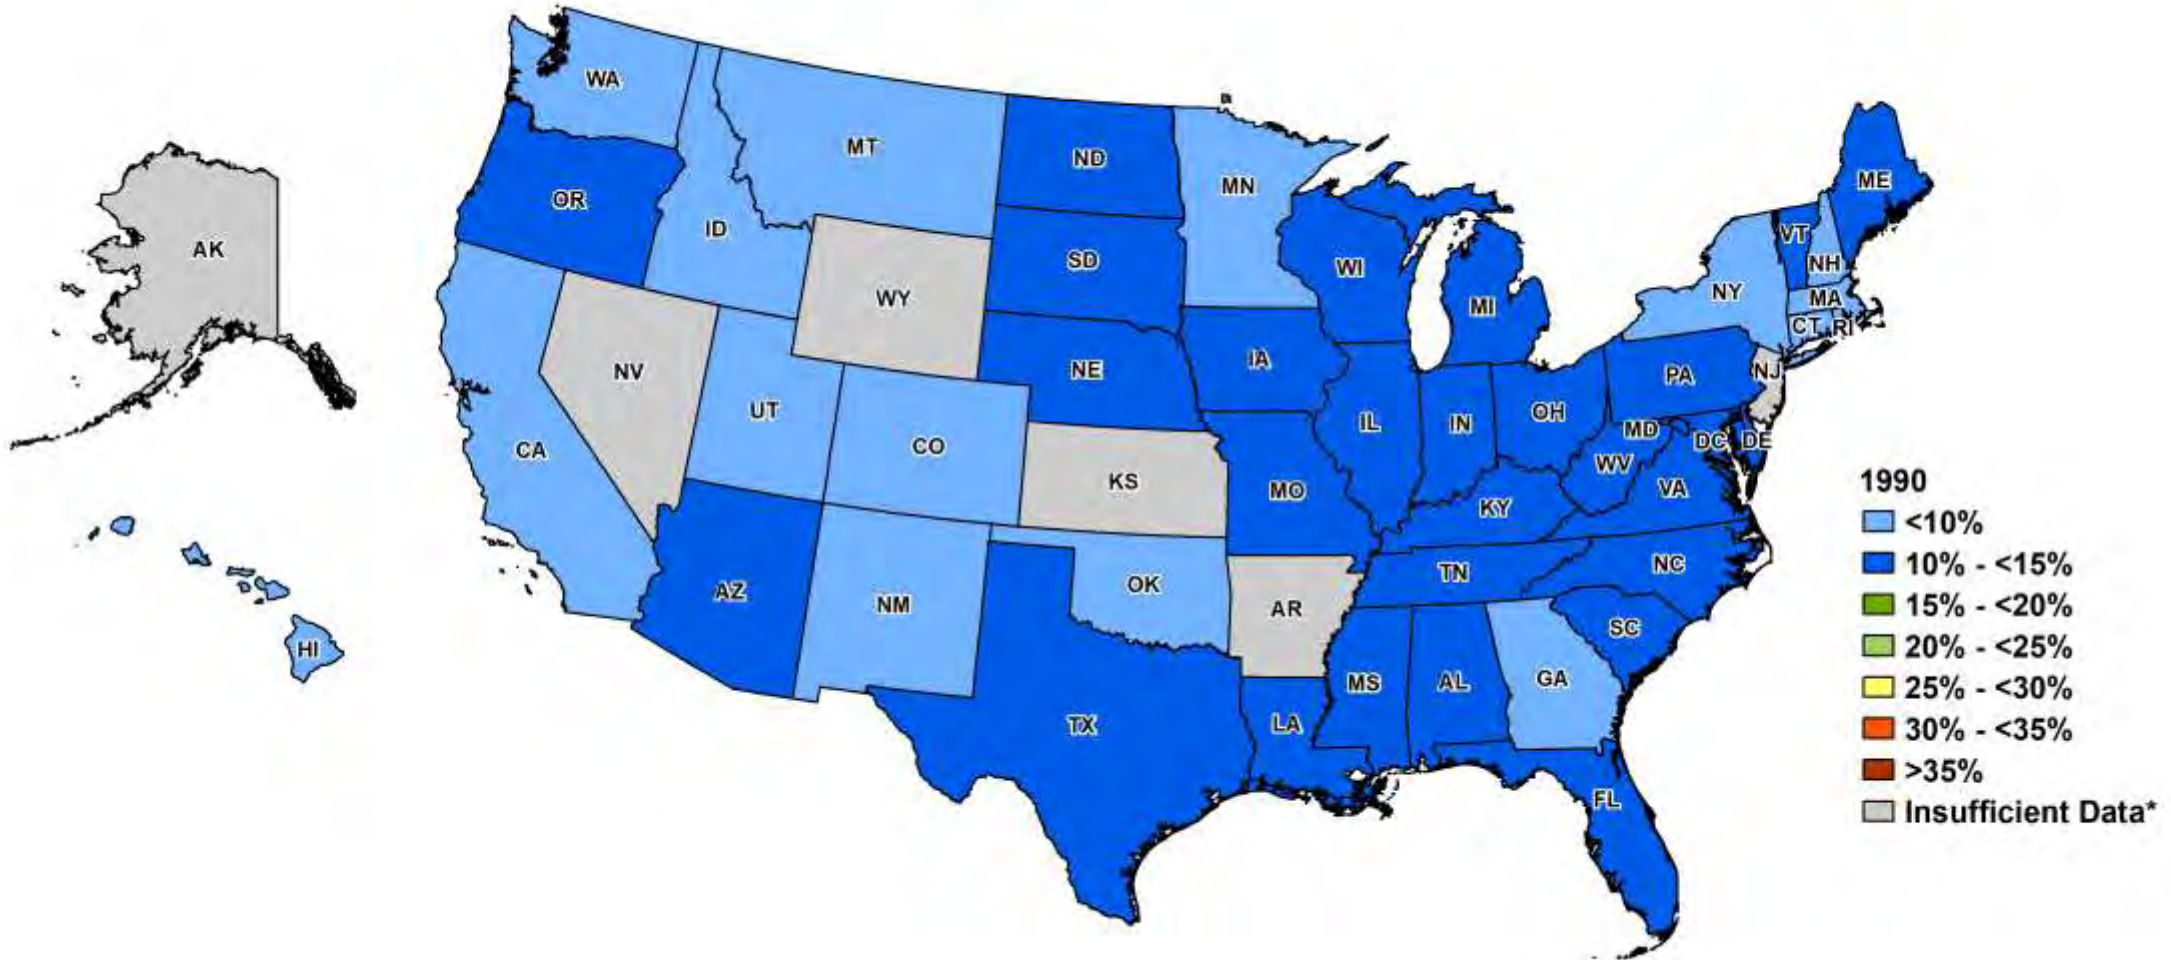 WA
MT
ND
MN
ME
OR
ID
SD
WI
VT
NH
AK
WY
NY
MA
MI
CT
RI
NV
NE
IA
PA
NJ
UT
CO
IL
IN
OH
MD
DC
DE
CA
KS
MO
WV
VA
KY
AZ
NM
OK
AR
TN
NC
SC
HI
MS
AL
GA
TX
LA
FL
1990
<10%
10% - <15%
15% - <20%
20% - <25%
25% - <30%
30% - <35%
>35%
Insufficient Data*